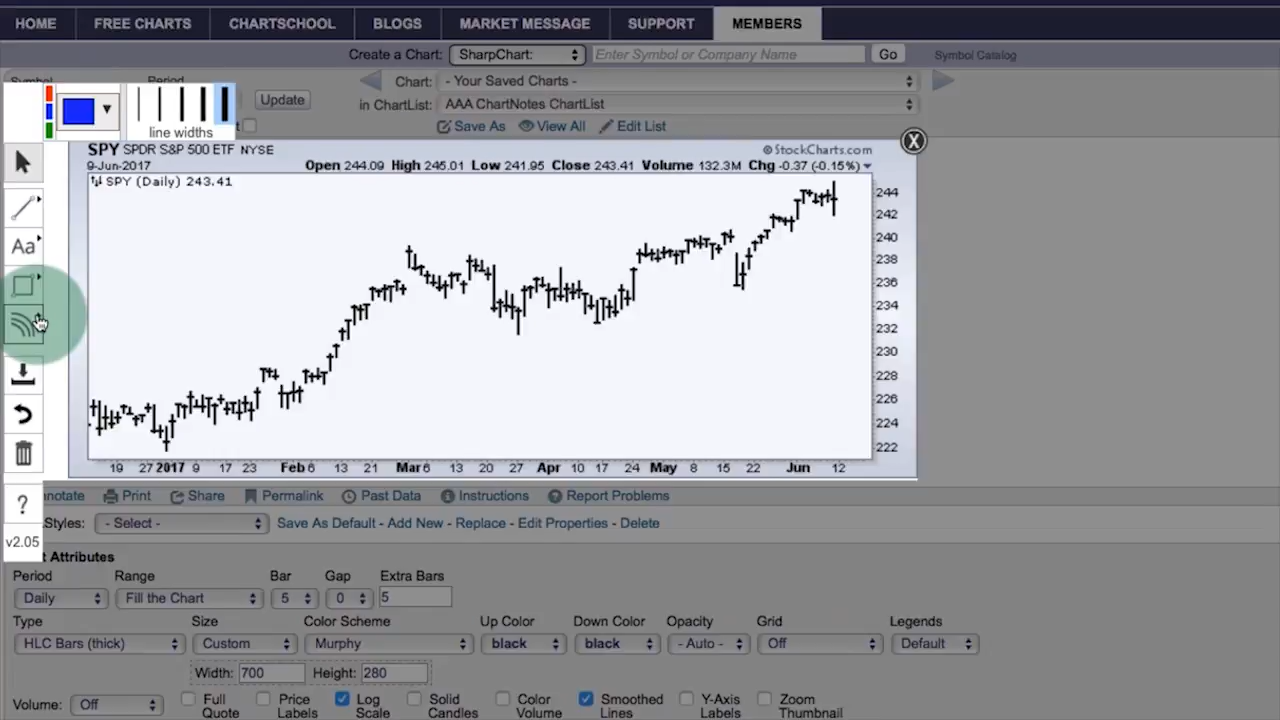 HOME FREE CHARTS CHARTSCHOOL BLOGS MARKET MESSAGE SUPPORT MEMBERS
Create a Chart: SharpChart: Enter Symbol or Company Name Go Symbol Catalog
Symbol Period Chart: - Your Saved Charts -
Update in ChartList: AAA ChartNotes ChartList
line widths Save As View All Edit List
SPY SPDR S&P 500 ETF NYSE ©StockCharts.com
9-Jun-2017 Open 244.09 High 245.01 Low 241.95 Close 243.41 Volume 132.3M Chg -0.37 (-0.15%)
SPY (Daily) 243.41
244
242
Aa
240
238
236
234
232
230
228
226
224
222
19 27 2017 9 17 23 Feb 6 13 21 Mar 6 13 20 27 Apr 10 17 24 May 8 15 22 Jun 12
?
notate Print Share Permalink Past Data Instructions Report Problems
Styles: - Select - Save As Default - Add New - Replace - Edit Properties - Delete
v2.05
t Attributes
Period Range Bar Gap Extra Bars
Daily Fill the Chart 5 0 5
Type Size Color Scheme Up Color Down Color Opacity Grid Legends
HLC Bars (thick) Custom Murphy black black - Auto - Off Default
Width: 700 Height: 280
Volume: Off Full Quote Price Labels Log Scale Solid Candles Color Volume Smoothed Lines Y-Axis Labels Zoom Thumbnail